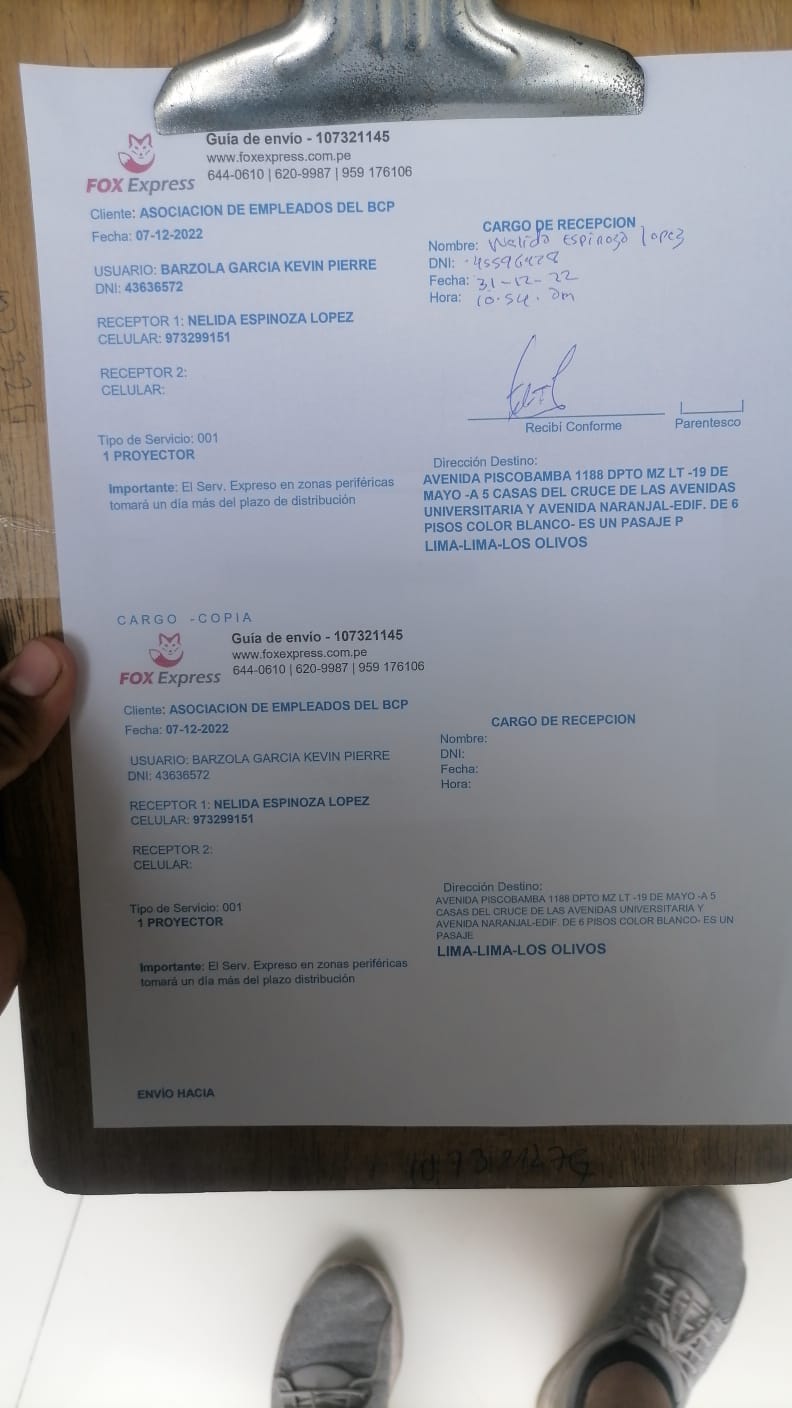 Guía de envío - 107321145
www.foxexpress.com.pe
644-0610 | 620-9987 | 959 176106
FOX Express
Cliente: ASOCIACION DE EMPLEADOS DEL BCP
Fecha: 07-12-2022
USUARIO: BARZOLA GARCIA KEVIN PIERRE
DNI: 43636572
RECEPTOR 1: NELIDA ESPINOZA LOPEZ
CELULAR: 973299151
RECEPTOR 2:
CELULAR:
Tipo de Servicio: 001
1 PROYECTOR
Importante: El Serv. Expreso en zonas periféricas
tomará un día más del plazo de distribución
CARGO DE RECEPCION
Nombre: Nelida Espinoza lopez
DNI:
Fecha: 31-12-22
Hora: 10.54. am
Recibí Conforme
Parentesco
Dirección Destino:
AVENIDA PISCOBAMBA 1188 DPTO MZ LT -19 DE
MAYO -A 5 CASAS DEL CRUCE DE LAS AVENIDAS
UNIVERSITARIA Y AVENIDA NARANJAL-EDIF. DE 6
PISOS COLOR BLANCO- ES UN PASAJE P
LIMA-LIMA-LOS OLIVOS
CARGO -COPIA
Guía de envío - 107321145
www.foxexpress.com.pe
644-0610 | 620-9987 | 959 176106
FOX Express
Cliente: ASOCIACION DE EMPLEADOS DEL BCP
Fecha: 07-12-2022
USUARIO: BARZOLA GARCIA KEVIN PIERRE
DNI: 43636572
RECEPTOR 1: NELIDA ESPINOZA LOPEZ
CELULAR: 973299151
RECEPTOR 2:
CELULAR:
Tipo de Servicio: 001
1 PROYECTOR
Importante: El Serv. Expreso en zonas periféricas
tomará un día más del plazo distribución
CARGO DE RECEPCION
Nombre:
DNI:
Fecha:
Hora:
Dirección Destino:
AVENIDA PISCOBAMBA 1188 DPTO MZ LT -19 DE MAYO -A 5
CASAS DEL CRUCE DE LAS AVENIDAS UNIVERSITARIA Y
AVENIDA NARANJAL-EDIF. DE 6 PISOS COLOR BLANCO- ES UN
PASAJE
LIMA-LIMA-LOS OLIVOS
ENVÍO HACIA